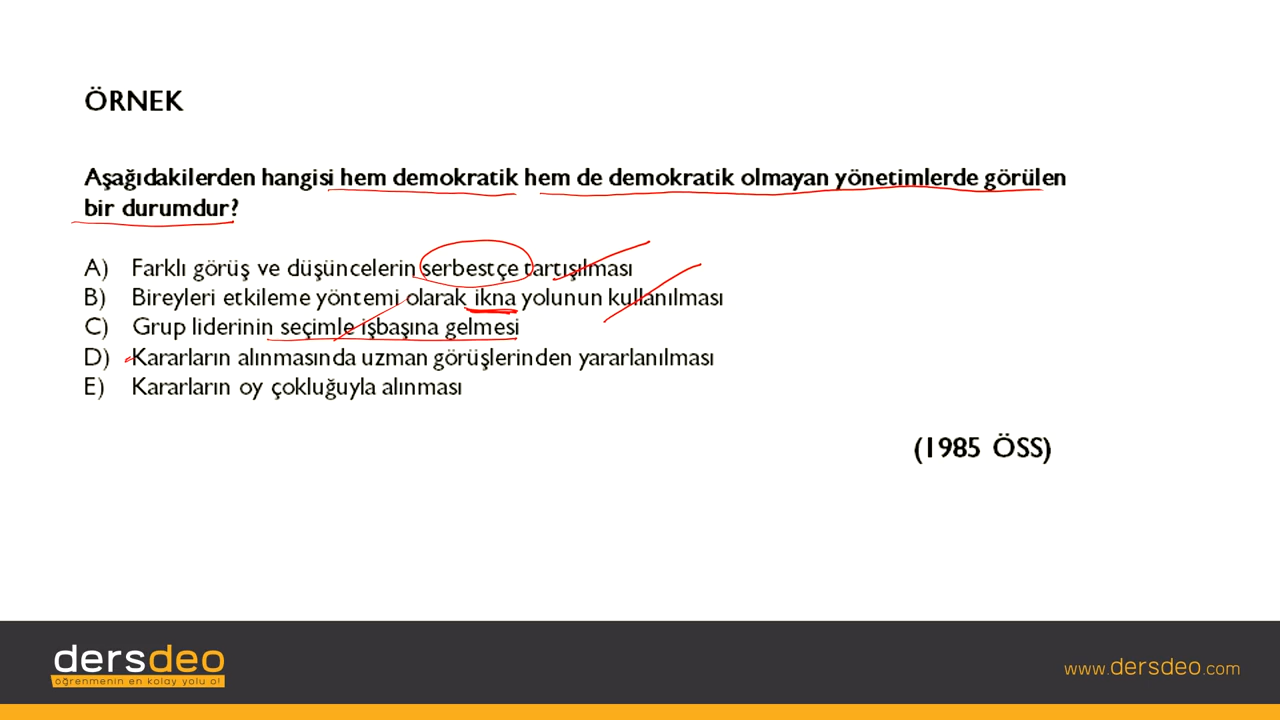 ÖRNEK
Aşağıdakilerden hangisi hem demokratik hem de demokratik olmayan yönetimlerde görülen
bir durumdur?
A) Farklı görüş ve düşüncelerin serbestçe tartışılması
B) Bireyleri etkileme yöntemi olarak ikna yolunun kullanılması
C) Grup liderinin seçimle işbaşına gelmesi
D) Kararların alınmasında uzman görüşlerinden yararlanılması
E) Kararların oy çokluğuyla alınması
(1985 ÖSS)
dersdeo
öğrenmenin en kolay yolu o!
www.dersdeo.com